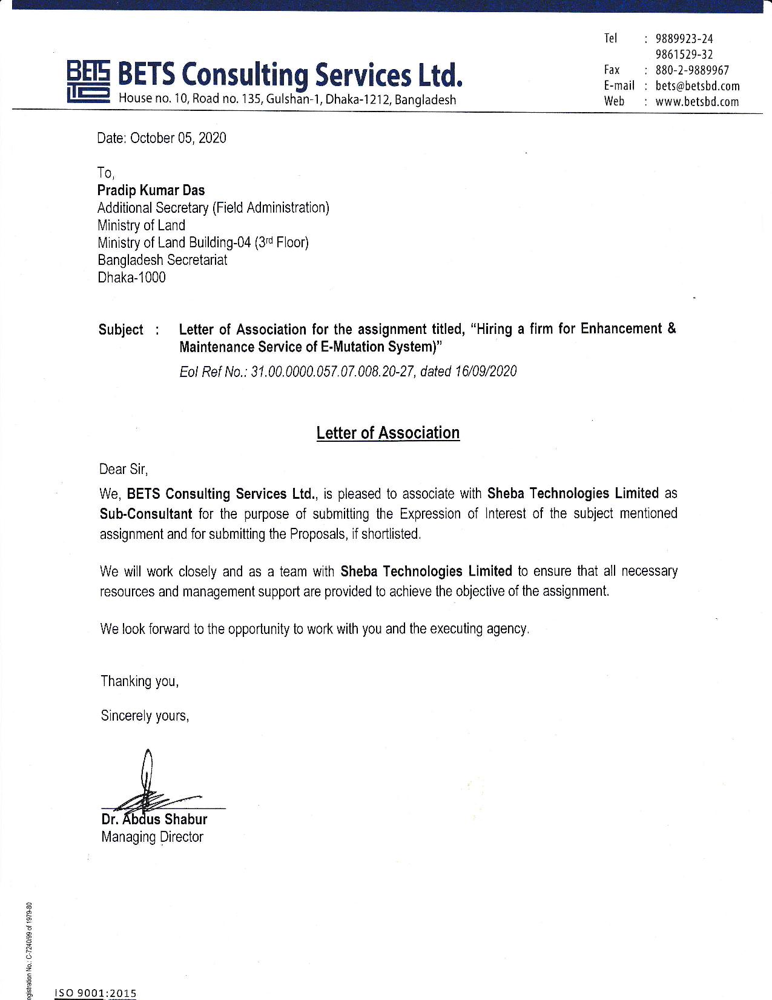 Tel : 9889923-24
9861529-32
Fax : 880-2-9889967
E-mail : bets@betsbd.com
Web : www.betsbd.com
BETS BETS Consulting Services Ltd.
House no. 10, Road no. 135, Gulshan-1, Dhaka-1212, Bangladesh
Date: October 05, 2020
To,
Pradip Kumar Das
Additional Secretary (Field Administration)
Ministry of Land
Ministry of Land Building-04 (3rd Floor)
Bangladesh Secretariat
Dhaka-1000
Subject : Letter of Association for the assignment titled, “Hiring a firm for Enhancement &
Maintenance Service of E-Mutation System)”
EoI Ref No.: 31.00.0000.057.07.008.20-27, dated 16/09/2020
Letter of Association
Dear Sir,
We, BETS Consulting Services Ltd., is pleased to associate with Sheba Technologies Limited as
Sub-Consultant for the purpose of submitting the Expression of Interest of the subject mentioned
assignment and for submitting the Proposals, if shortlisted.
We will work closely and as a team with Sheba Technologies Limited to ensure that all necessary
resources and management support are provided to achieve the objective of the assignment.
We look forward to the opportunity to work with you and the executing agency.
Thanking you,
Sincerely yours,
Dr. Abdus Shabur
Managing Director
egistration No.: C-7240/99 of 1979-80
ISO 9001:2015